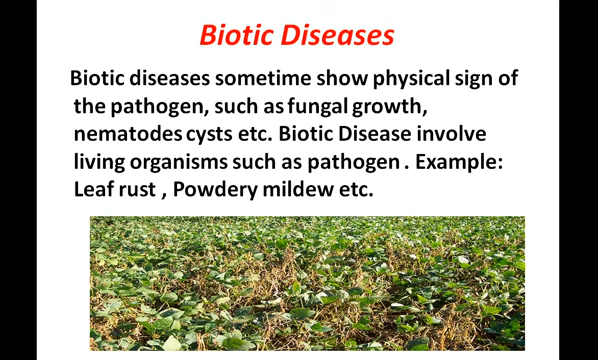 Biotic Diseases
Biotic diseases sometime show physical sign of
the pathogen, such as fungal growth,
nematodes cysts etc. Biotic Disease involve
living organisms such as pathogen . Example:
Leaf rust , Powdery mildew etc.